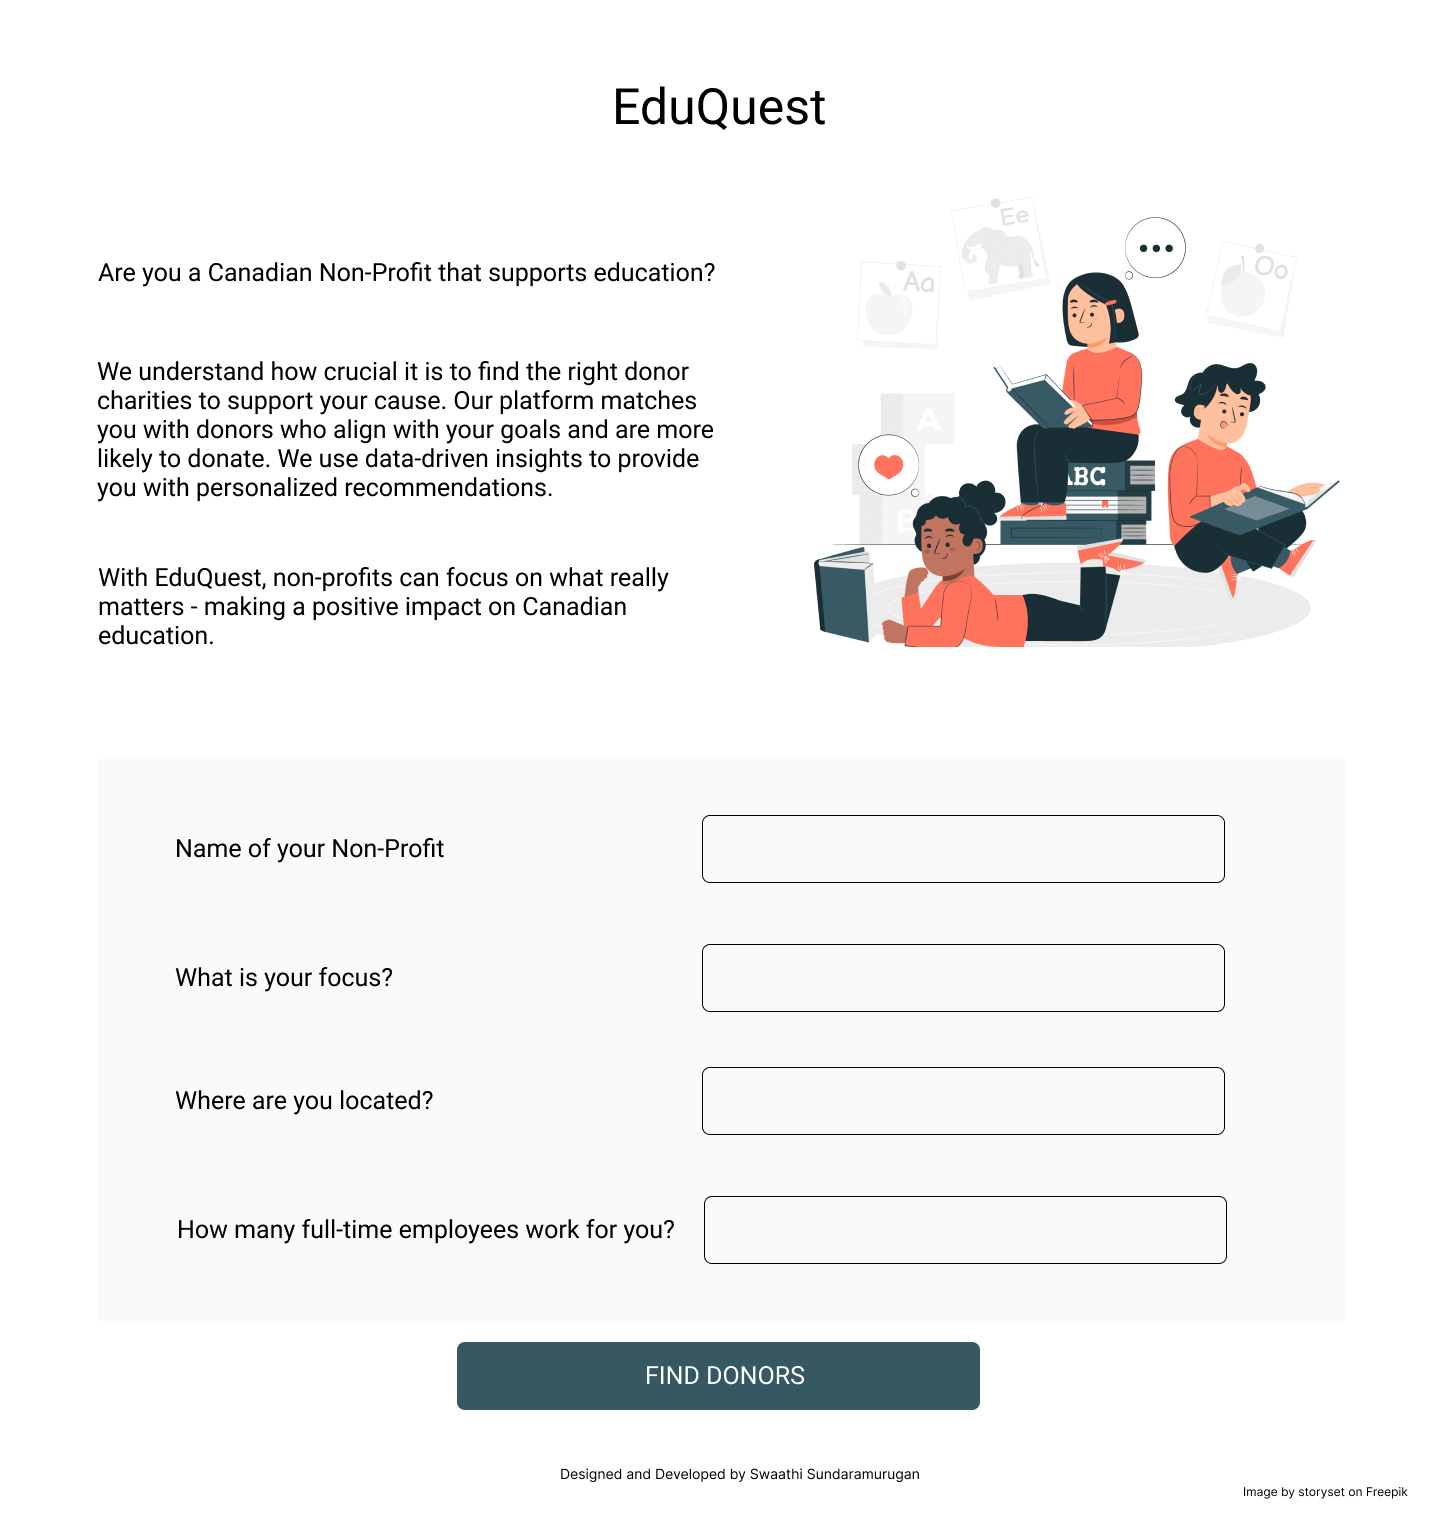 EduQuest
Ee
Aa
Oo
Are you a Canadian Non-Profit that supports education?
We understand how crucial it is to find the right donor
charities to support your cause. Our platform matches
you with donors who align with your goals and are more
likely to donate. We use data-driven insights to provide
you with personalized recommendations.
With EduQuest, non-profits can focus on what really
matters - making a positive impact on Canadian
education.
A
ABC
Name of your Non-Profit
What is your focus?
Where are you located?
How many full-time employees work for you?
FIND DONORS
Designed and Developed by Swaathi Sundaramurugan
Image by storyset on Freepik